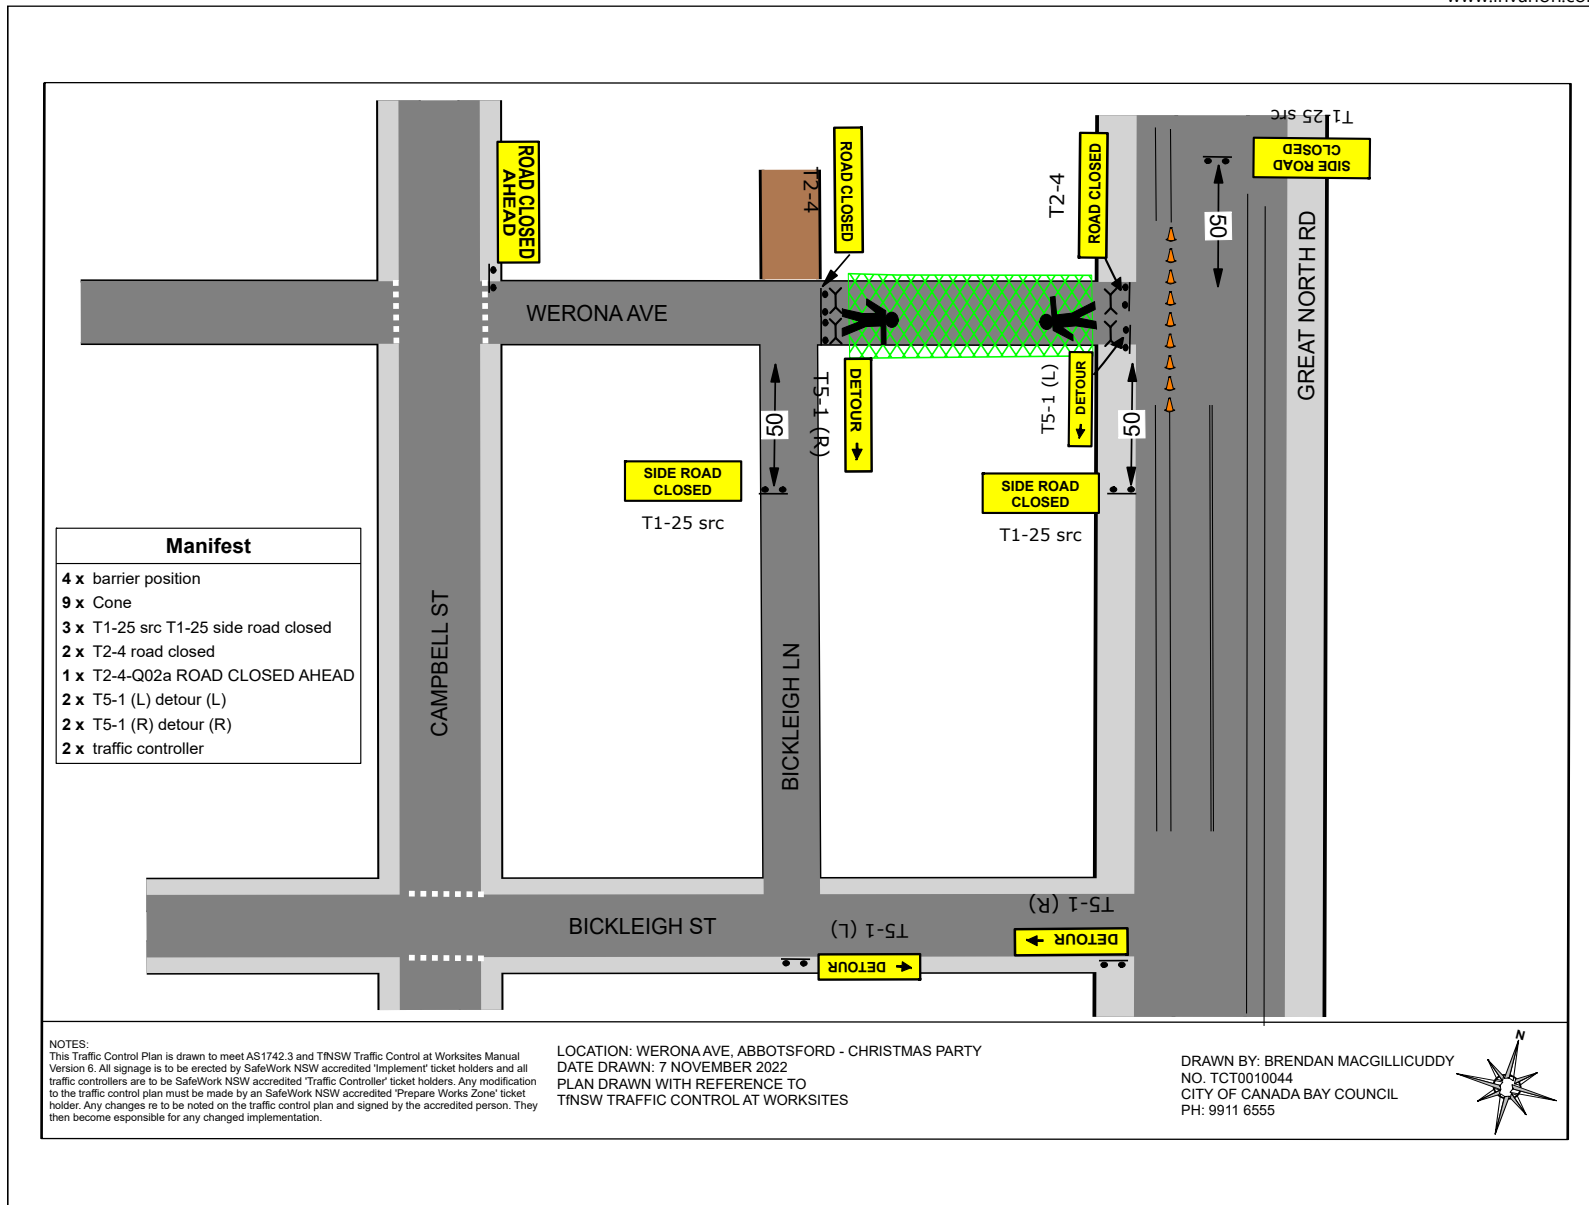 T1-25 src
SIDE ROAD
CLOSED
ROAD CLOSED
AHEAD
T2-4
ROAD CLOSED
T2-4
ROAD CLOSED
50
GREAT NORTH RD
WERONA AVE
T5-1 (R)
DETOUR
T5-1 (L)
DETOUR
50
50
SIDE ROAD
CLOSED
T1-25 src
SIDE ROAD
CLOSED
T1-25 src
Manifest
4 x barrier position
9 x Cone
3 x T1-25 src T1-25 side road closed
2 x T2-4 road closed
1 x T2-4-Q02a ROAD CLOSED AHEAD
2 x T5-1 (L) detour (L)
2 x T5-1 (R) detour (R)
2 x traffic controller
CAMPBELL ST
BICKLEIGH LN
BICKLEIGH ST
T5-1 (L)
DETOUR
T5-1 (R)
DETOUR
NOTES:
This Traffic Control Plan is drawn to meet AS1742.3 and TfNSW Traffic Control at Worksites Manual
Version 6. All signage is to be erected by SafeWork NSW accredited 'Implement' ticket holders and all
traffic controllers are to be SafeWork NSW accredited 'Traffic Controller' ticket holders. Any modification
to the traffic control plan must be made by an SafeWork NSW accredited 'Prepare Works Zone' ticket
holder. Any changes re to be noted on the traffic control plan and signed by the accredited person. They
then become esponsible for any changed implementation.
LOCATION: WERONA AVE, ABBOTSFORD - CHRISTMAS PARTY
DATE DRAWN: 7 NOVEMBER 2022
PLAN DRAWN WITH REFERENCE TO
TfNSW TRAFFIC CONTROL AT WORKSITES
DRAWN BY: BRENDAN MACGILLICUDDY
NO. TCT0010044
CITY OF CANADA BAY COUNCIL
PH: 9911 6555
N